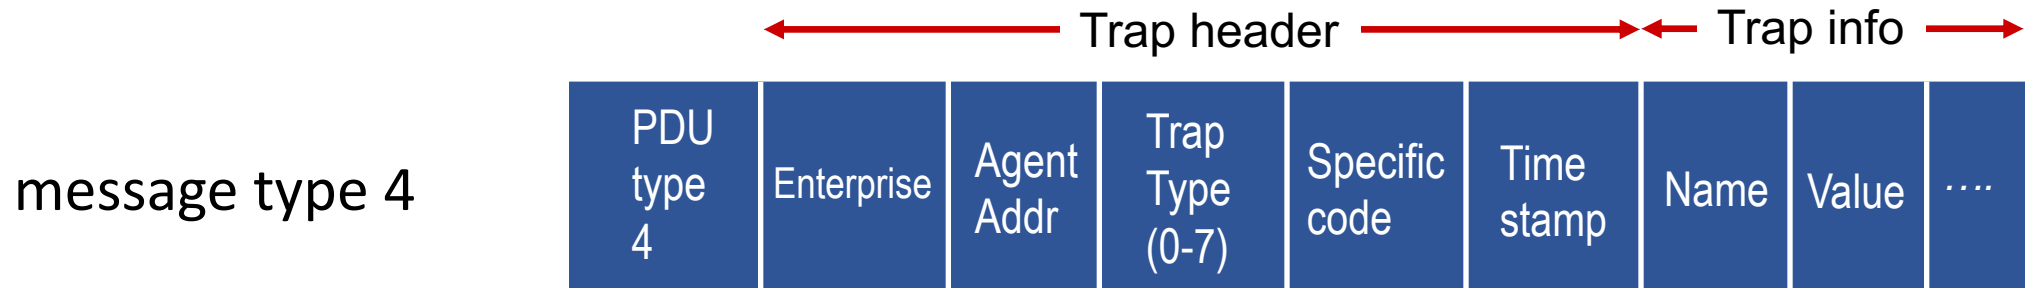 Trap header
Trap info
message type 4
PDU
type
4
Enterprise
Agent
Addr
Trap
Type
(0-7)
Specific
code
Time
stamp
Name
Value
….